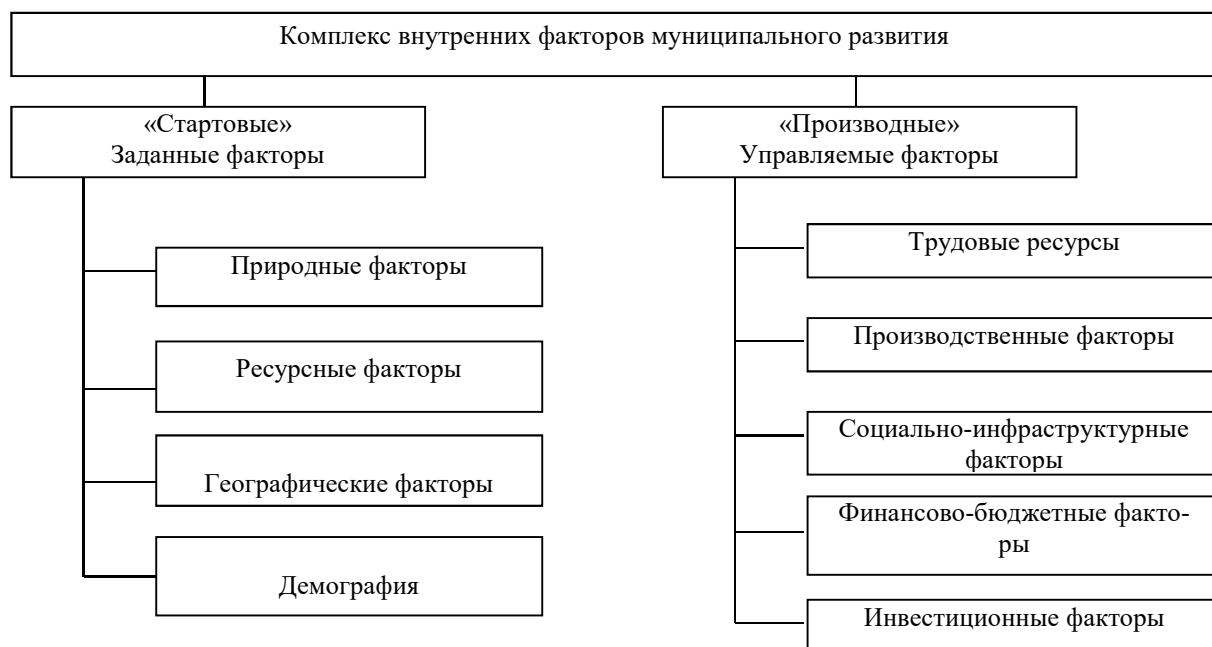 Комплекс внутренних факторов муниципального развития
«Стартовые»
Заданные факторы
Природные факторы
Ресурсные факторы
Географические факторы
Демография
«Производные»
Управляемые факторы
Трудовые ресурсы
Производственные факторы
Социально-инфраструктурные
факторы
Финансово-бюджетные факто-
ры
Инвестиционные факторы